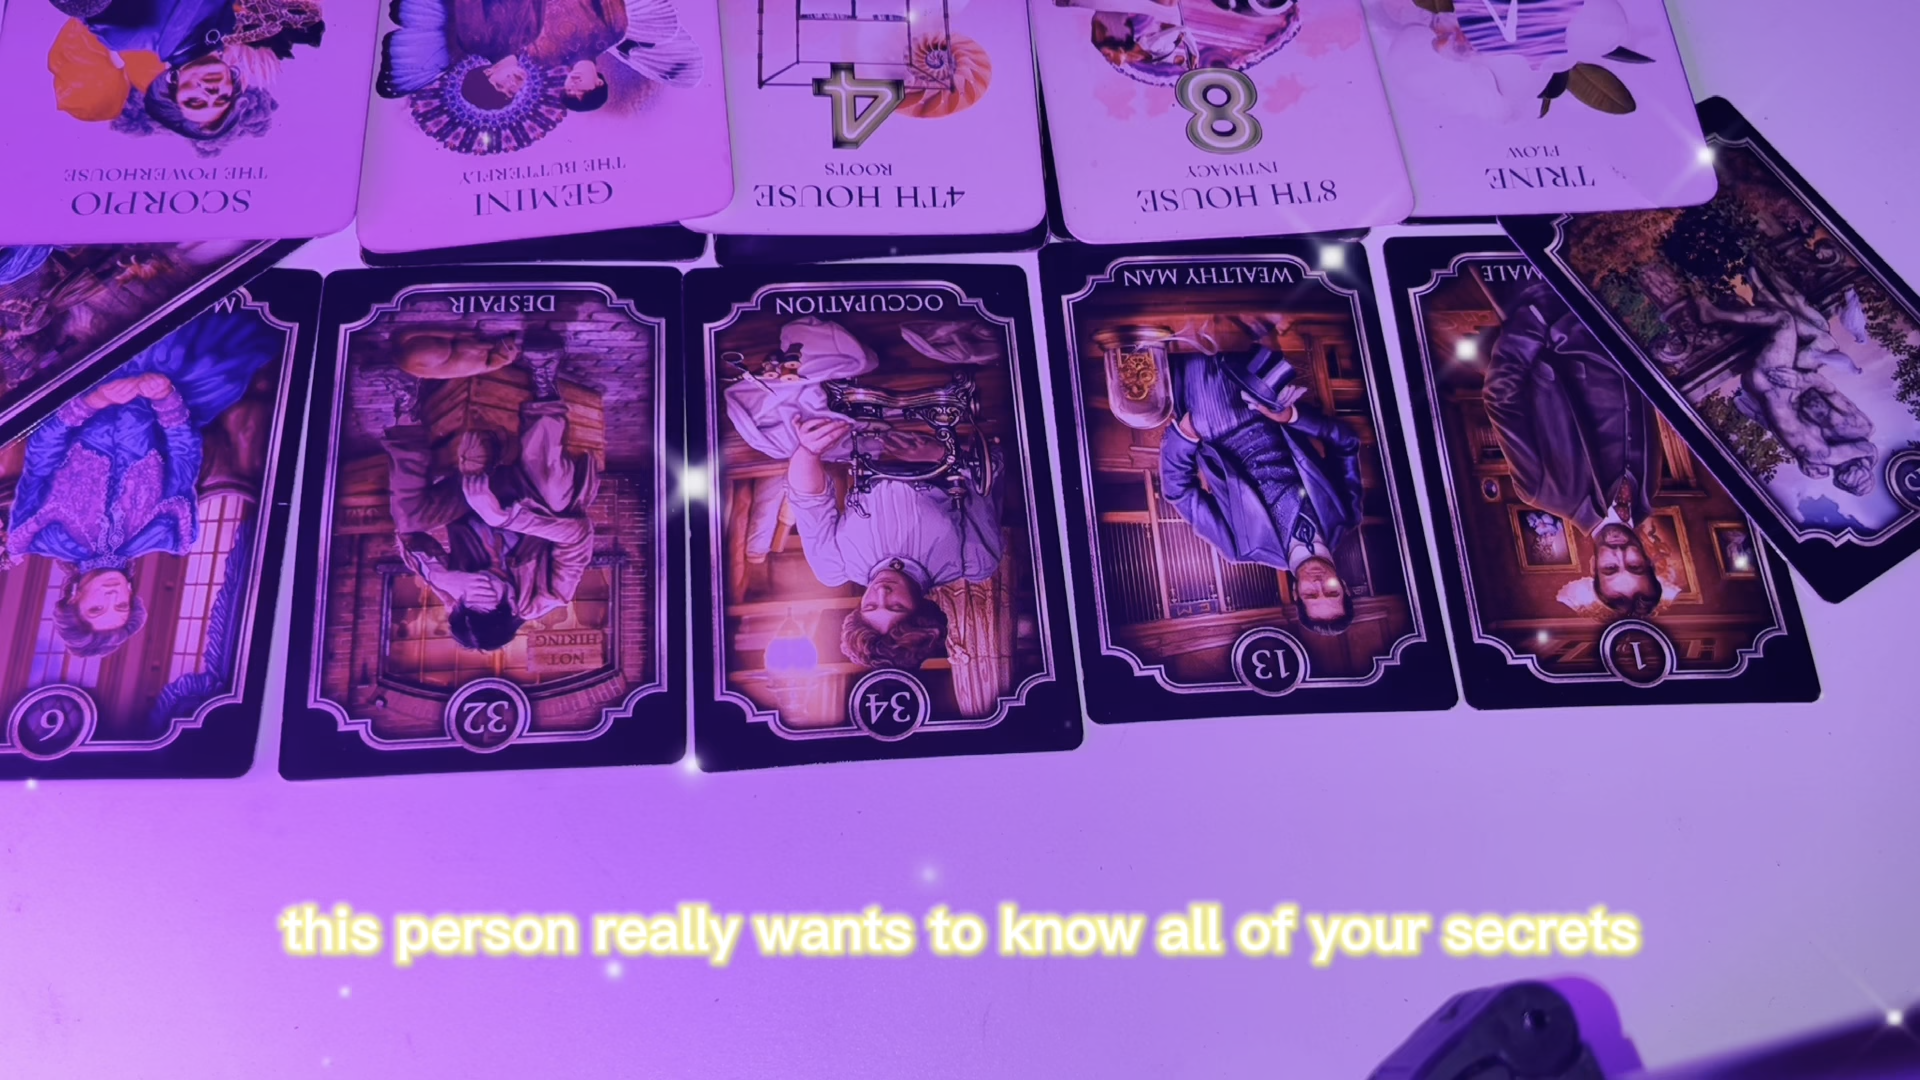 SCORPIO
THE POWERHOUSE
GEMINI
THE BUTTERFLY
4
4TH HOUSE
ROOTS
8
8TH HOUSE
INTIMACY
TRINE
FLOW
6
DESPAIR
NOT
HIRING
32
OCCUPATION
34
WEALTHY MAN
13
1
this person really wants to know all of your secrets